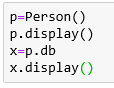 p=Person()
p.display()
x=p.db
x.display()